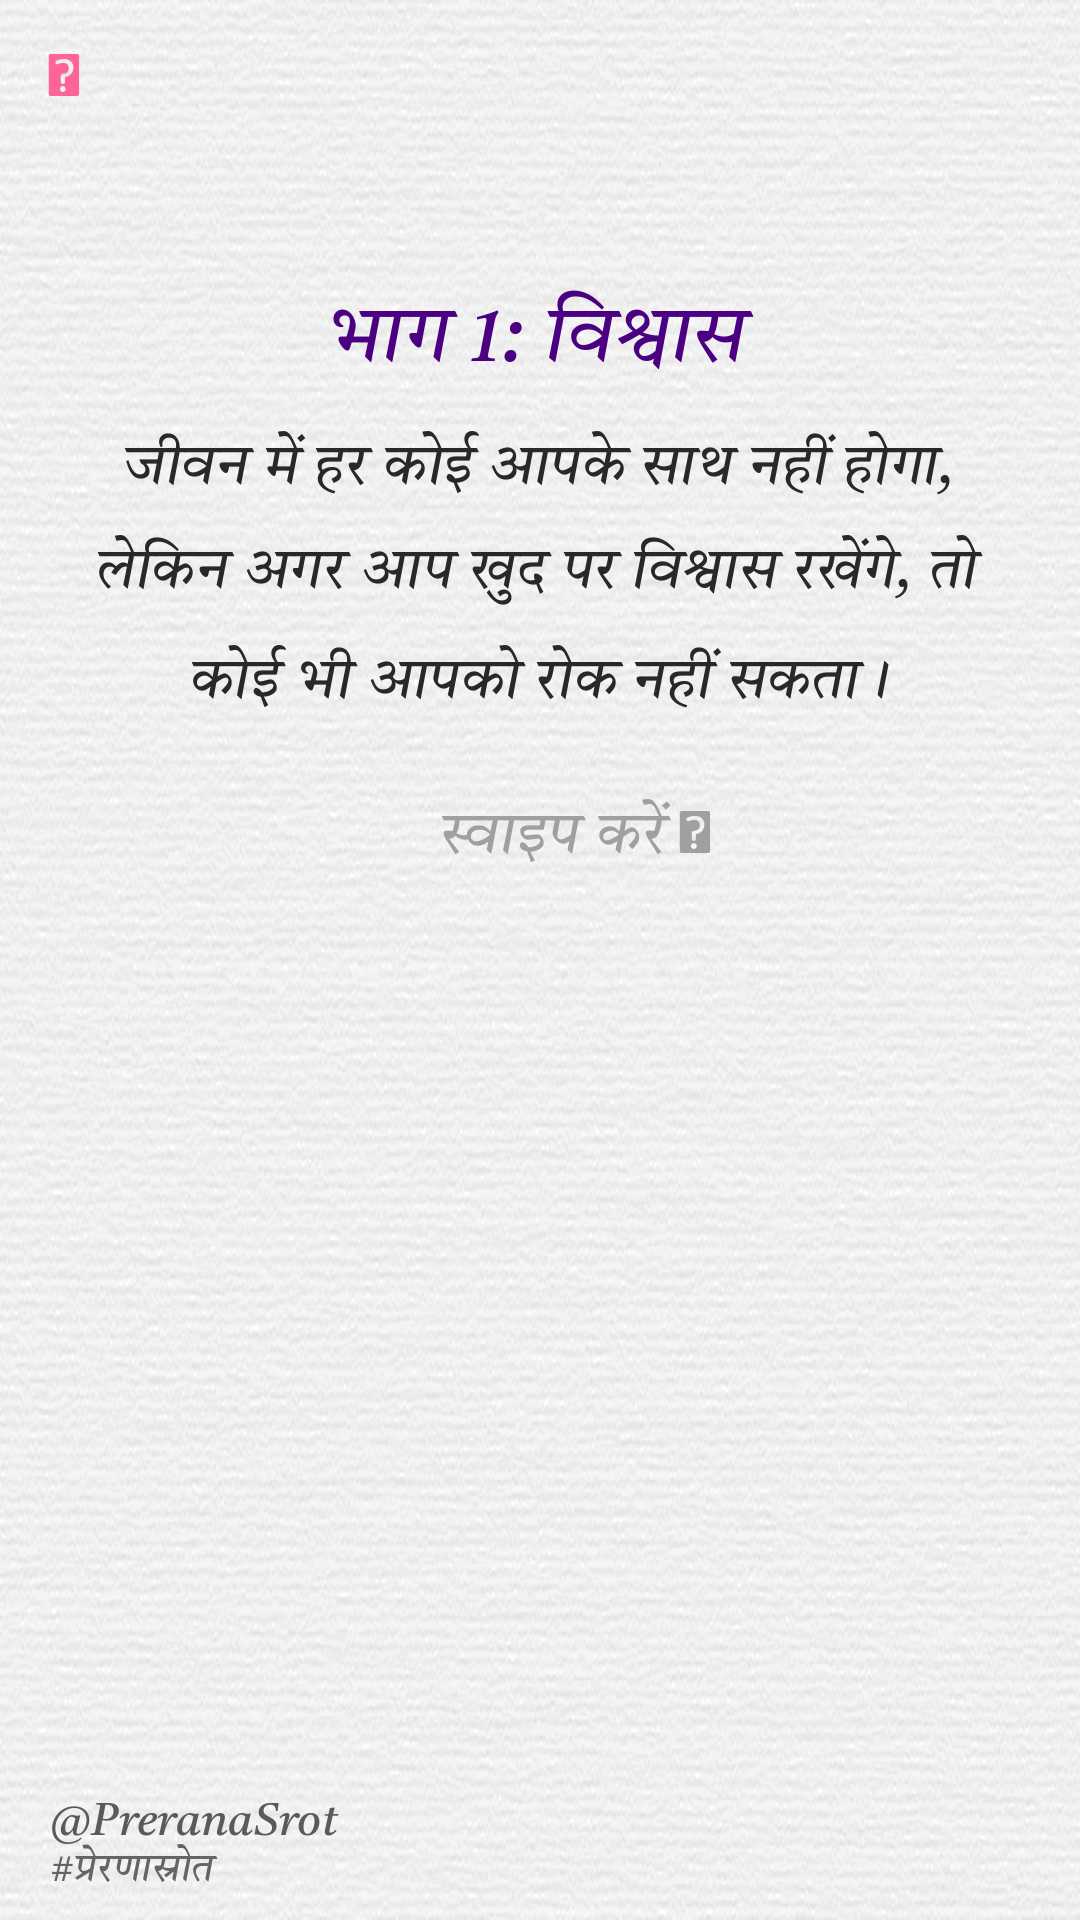 भाग 1: विश्वास
जीवन में हर कोई आपके साथ नहीं होगा,
लेकिन अगर आप खुद पर विश्वास रखेंगे, तो
कोई भी आपको रोक नहीं सकता।
स्वाइप करें
@PreranaSrot
#प्रेरणास्रोत